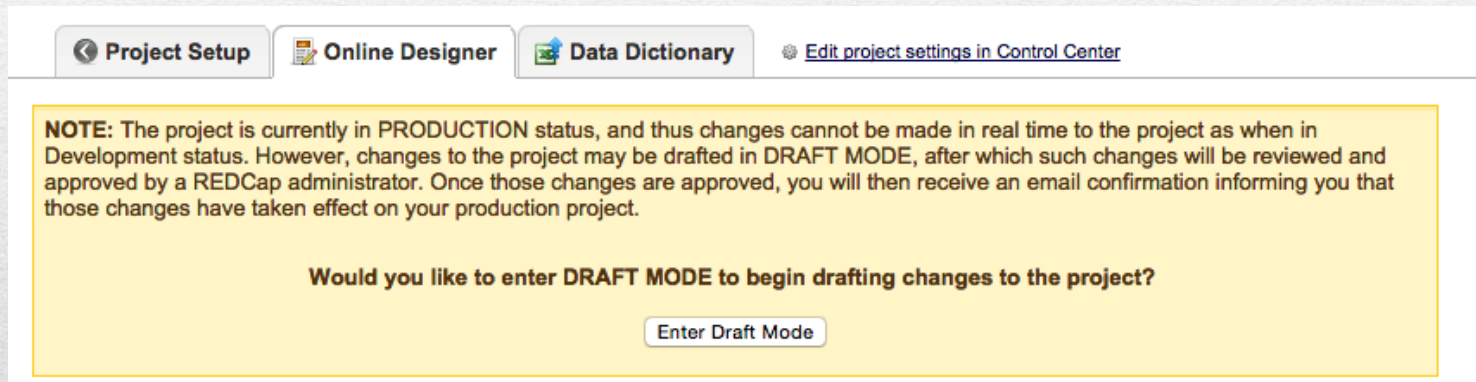 Project Setup Online Designer Data Dictionary Edit project settings in Control Center
NOTE: The project is currently in PRODUCTION status, and thus changes cannot be made in real time to the project as when in
Development status. However, changes to the project may be drafted in DRAFT MODE, after which such changes will be reviewed and
approved by a REDCap administrator. Once those changes are approved, you will then receive an email confirmation informing you that
those changes have taken effect on your production project.
Would you like to enter DRAFT MODE to begin drafting changes to the project?
Enter Draft Mode